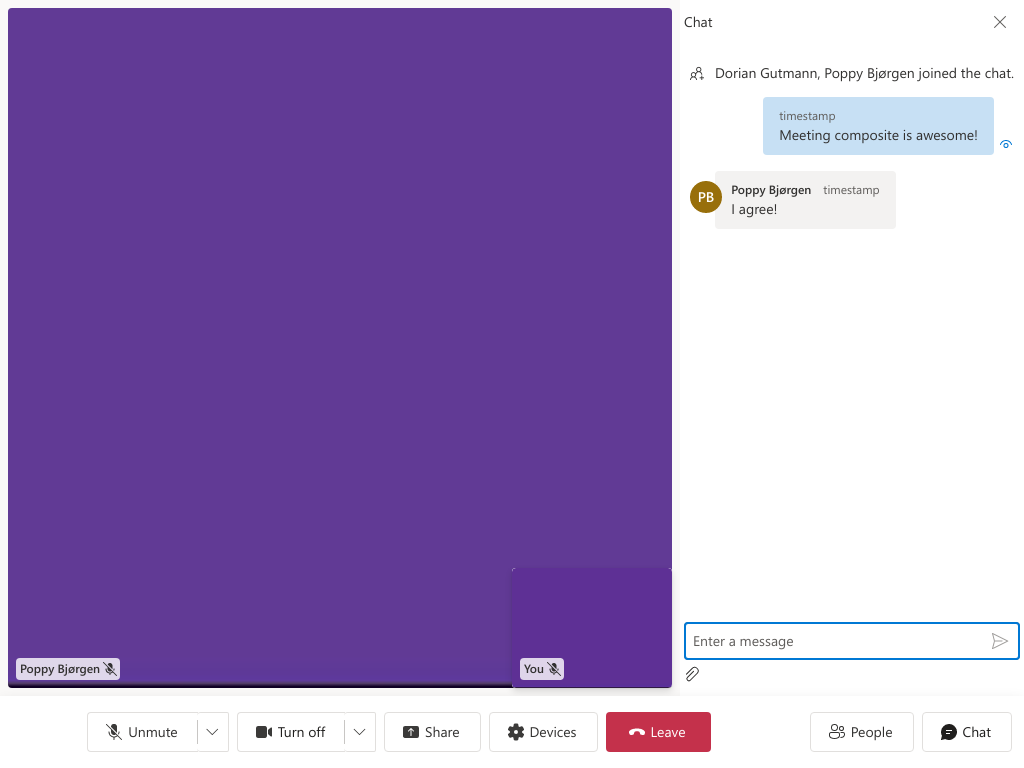 Chat
Dorian Gutmann, Poppy Bjørgen joined the chat.
timestamp
Meeting composite is awesome!
PB
Poppy Bjørgen timestamp
I agree!
Enter a message
Poppy Bjørgen
You
Unmute
Turn off
Share
Devices
Leave
People
Chat